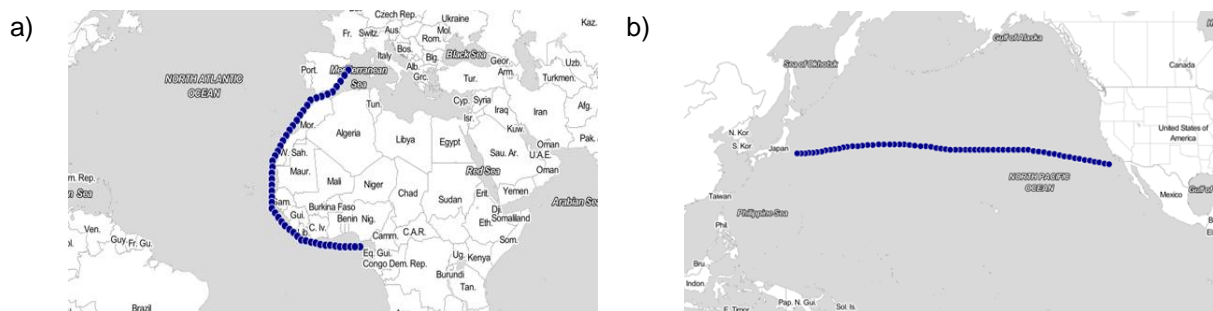 a)
Czech Rep.
Ukraine
Kaz.
Fr.
Switz.
Aus.
Mol.
Rom.
Bos.
Italy
Blg.
Black Sea
Geor.
Uzb.
Port.
Alb.
Grc.
Arm.
Tur.
Turkmen.
Mediterranean
Sea
NORTH ATLANTIC
OCEAN
Tun.
Cyp.
Syria
Isr.
Iraq
Iran
Afg.
Mor.
Algeria
Libya
Egypt
Kuw.
Pak.
W. Sah.
Sau. Ar.
Oman
U.A.E.
Oman
Maur.
Mali
Niger
Red Sea
Chad
Sudan
Erit.
Yemen
Arabian Sea
Burkina Faso
Benin
Nig.
Dji.
Somaliland
Eth.
Gui.
C. Iv.
Camm.
C.A.R.
Som.
Ven.
Guy
Fr. Gu.
Eq. Gui.
Congo Dem. Rep.
Ug.
Kenya
Burundi
Tan.
Brazil
b)
Gulf of Alaska
Sea of Okhotsk
Canada
N. Kor
S. Kor
Japan
United States of
America
NORTH PACIFIC
OCEAN
Mexico
Taiwan
Philippine Sea
Phil.
Bru.
Indon.
Pap. N. Gui.
Sol. Is.